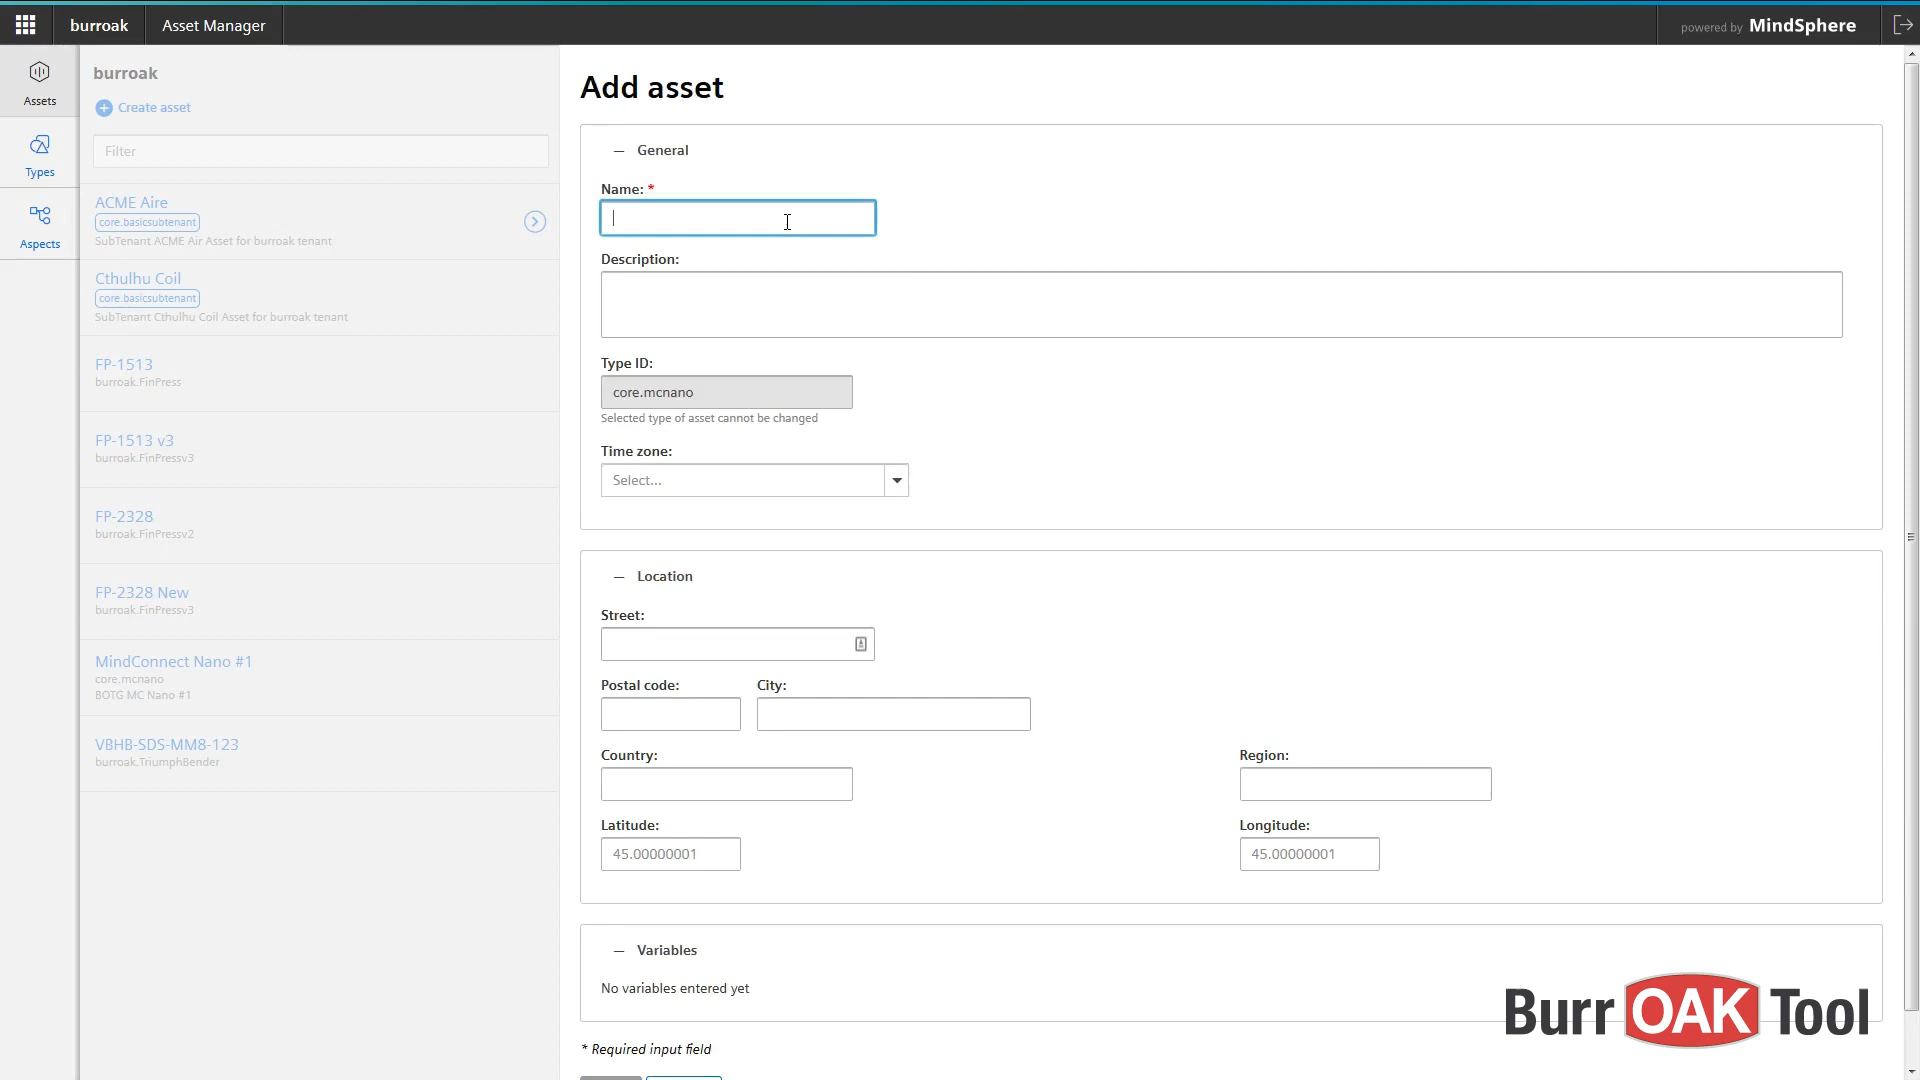 burroak
Asset Manager
powered by MindSphere
Assets
Types
Aspects
burroak
Create asset
Filter
ACME Aire
core.basicsubtenant
SubTenant ACME Air Asset for burroak tenant
Cthulhu Coil
core.basicsubtenant
SubTenant Cthulhu Coil Asset for burroak tenant
FP-1513
burroak.FinPress
FP-1513 v3
burroak.FinPressv3
FP-2328
burroak.FinPressv2
FP-2328 New
burroak.FinPressv3
MindConnect Nano #1
core.mcnano
BOTG MC Nano #1
VBHB-SDS-MM8-123
burroak.TriumphBender
Add asset
General
Name: *
Description:
Type ID:
core.mcnano
Selected type of asset cannot be changed
Time zone:
Select...
Location
Street:
Postal code: City:
Country: Region:
Latitude: Longitude:
45.00000001 45.00000001
Variables
No variables entered yet
* Required input field
Burr OAK Tool